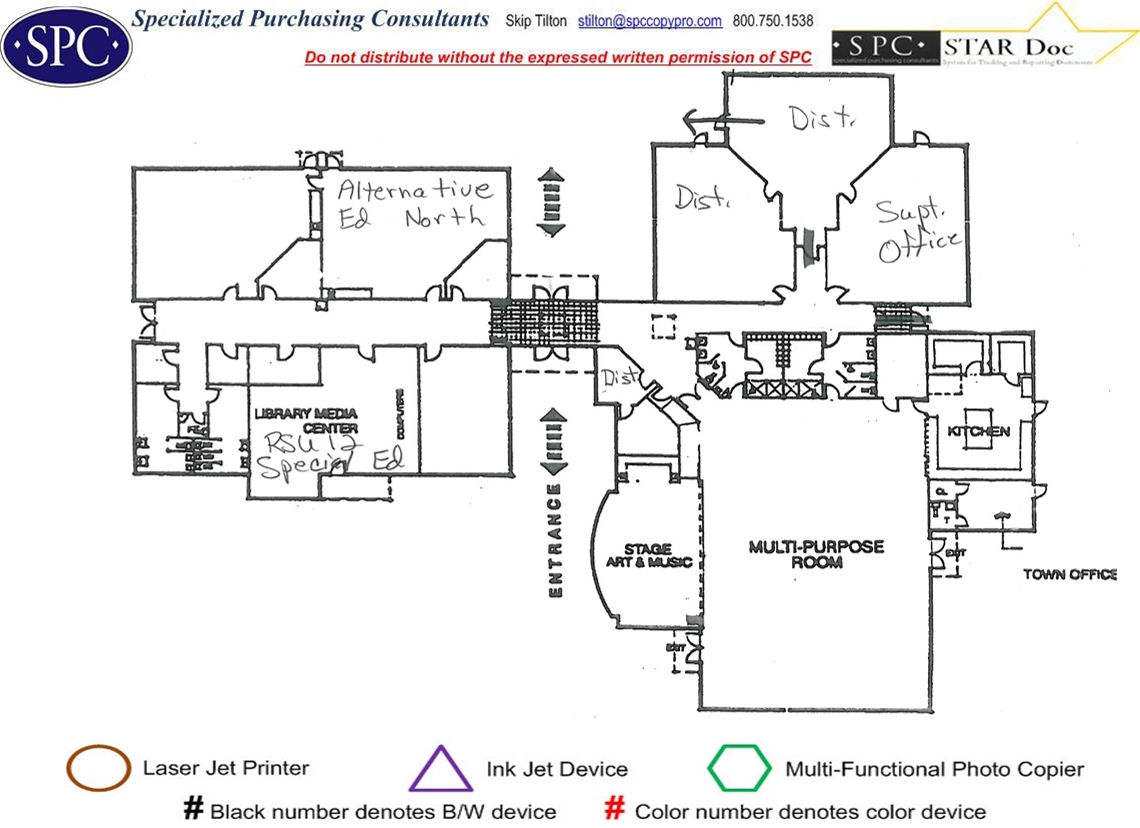 Specialized Purchasing Consultants Skip Tilton stilton@spccopypro.com 800.750.1538
·SPC·
Do not distribute without the expressed written permission of SPC
·SPC· STAR Doc
specialized purchasing consultants System for Tracking and Reporting Documents
Dist.
Alternative
Ed North
Dist.
Supt.
Office
Dist
LIBRARY MEDIA
CENTER
COMPUTERS
RSU 12
Special Ed
KITCHEN
ENTRANCE
STAGE
ART & MUSIC
MULTI-PURPOSE
ROOM
EXIT
TOWN OFFICE
EXIT
Laser Jet Printer
Ink Jet Device
Multi-Functional Photo Copier
# Black number denotes B/W device
# Color number denotes color device